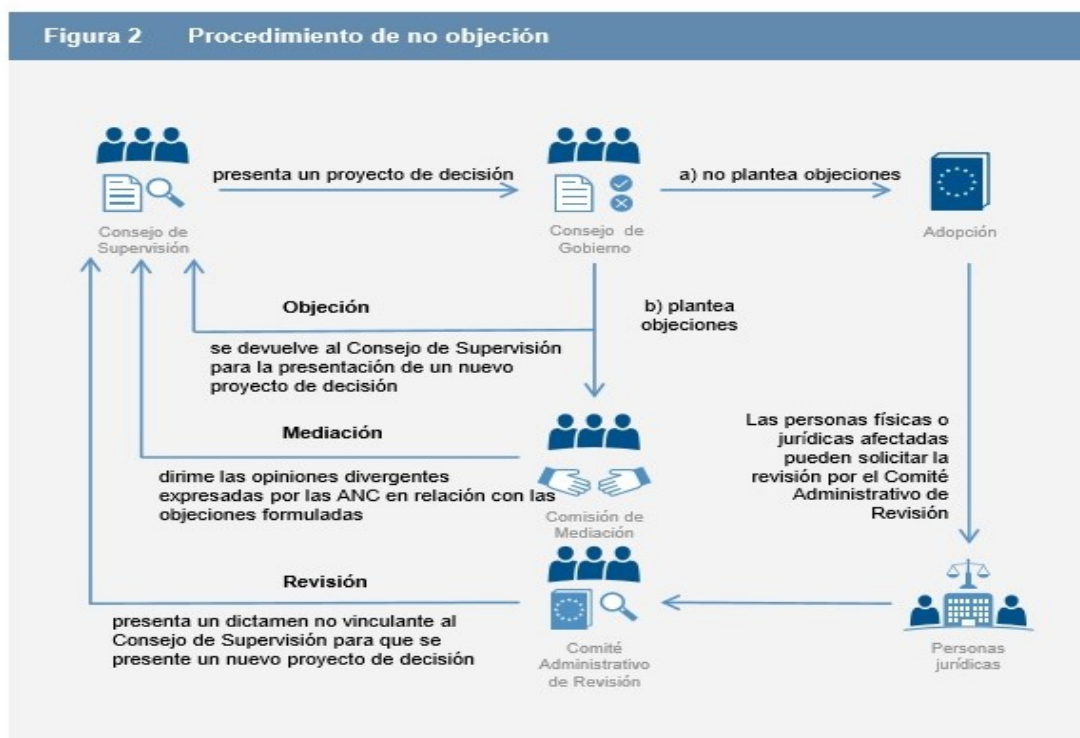 Figura 2 Procedimiento de no objeción
presenta un proyecto de decisión
a) no plantea objeciones
Consejo de
Supervisión
Consejo de
Gobierno
Adopción
Objeción
b) plantea
objeciones
se devuelve al Consejo de Supervisión
para la presentación de un nuevo
proyecto de decisión
Mediación
dirime las opiniones divergentes
expresadas por las ANC en relación con las
objeciones formuladas
Comisión de
Mediación
Las personas físicas o
jurídicas afectadas
pueden solicitar la
revisión por el Comité
Administrativo de
Revisión
Revisión
presenta un dictamen no vinculante al
Consejo de Supervisión para que se
presente un nuevo proyecto de decisión
Comité
Administrativo
de Revisión
Personas
jurídicas